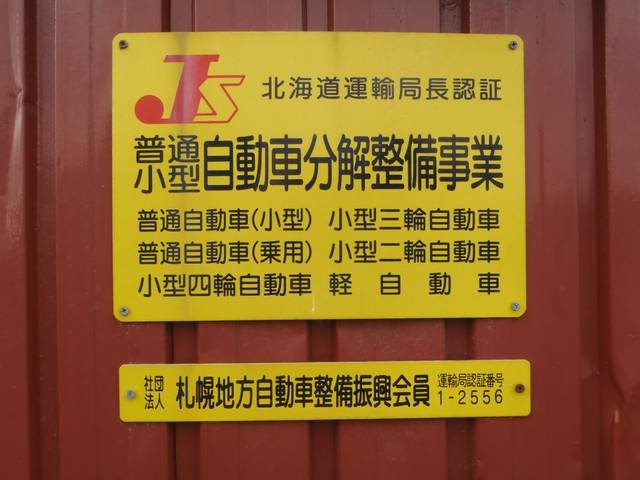 JS 北海道運輸局長認証
普通 小型 自動車分解整備事業
普通自動車(小型) 小型三輪自動車
普通自動車(乗用) 小型二輪自動車
小型四輪自動車 軽自動車
社団法人 札幌地方自動車整備振興会員 運輸局認証番号 1-2556